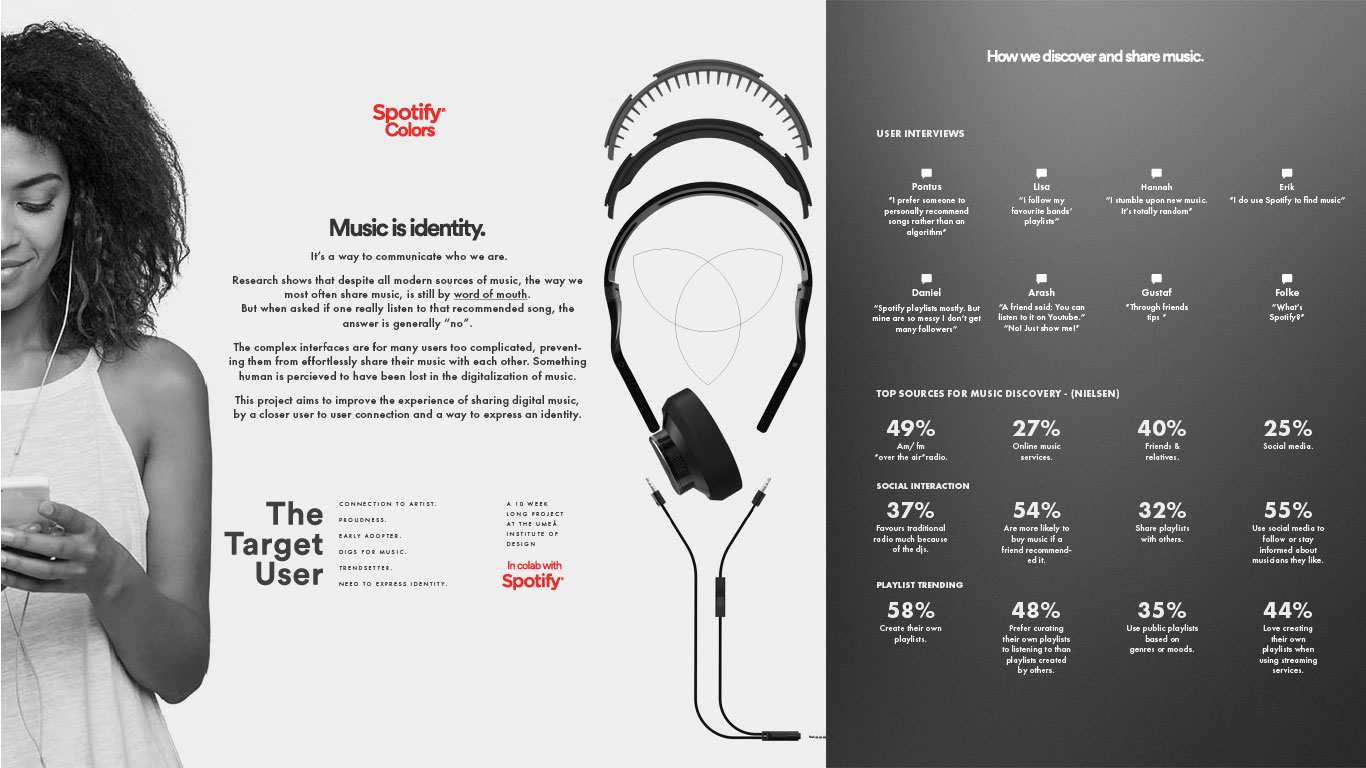 Spotify®
Colors
Music is identity.
It's a way to communicate who we are.
Research shows that despite all modern sources of music, the way we
most often share music, is still by word of mouth.
But when asked if one really listen to that recommended song, the
answer is generally “no”.
The complex interfaces are for many users too complicated, prevent-
ing them from effortlessly share their music with each other. Something
human is percieved to have been lost in the digitalization of music.
This project aims to improve the experience of sharing digital music,
by a closer user to user connection and a way to express an identity.
The
Target
User
CONNECTION TO ARTIST.
PROUDNESS.
EARLY ADOPTER.
DIGS FOR MUSIC.
TRENDSETTER.
NEED TO EXPRESS IDENTITY.
A 10 WEEK
LONG PROJECT
AT THE UMEÅ
INSTITUTE OF
DESIGN
In colab with
Spotify®
How we discover and share music.
USER INTERVIEWS
Pontus
"I prefer someone to
personally recommend
songs rather than an
algorithm"
Lisa
"I follow my
favourite bands'
playlists"
Hannah
"I stumble upon new music.
It's totally random"
Erik
"I do use Spotify to find music"
Daniel
"Spotify playlists mostly. But
mine are so messy I don't get
many followers"
Arash
"A friend said: You can
listen to it on Youtube."
"No! Just show me!"
Gustaf
"Through friends
tips "
Folke
"What's
Spotify?"
TOP SOURCES FOR MUSIC DISCOVERY - (NIELSEN)
49%
Am/fm
"over the air"radio.
27%
Online music
services.
40%
Friends &
relatives.
25%
Social media.
SOCIAL INTERACTION
37%
Favours traditional
radio much because
of the djs.
54%
Are more likely to
buy music if a
friend recommend-
ed it.
32%
Share playlists
with others.
55%
Use social media to
follow or stay
informed about
musicians they like.
PLAYLIST TRENDING
58%
Create their own
playlists.
48%
Prefer curating
their own playlists
to listening to than
playlists created
by others.
35%
Use public playlists
based on
genres or moods.
44%
Love creating
their own
playlists when
using streaming
services.